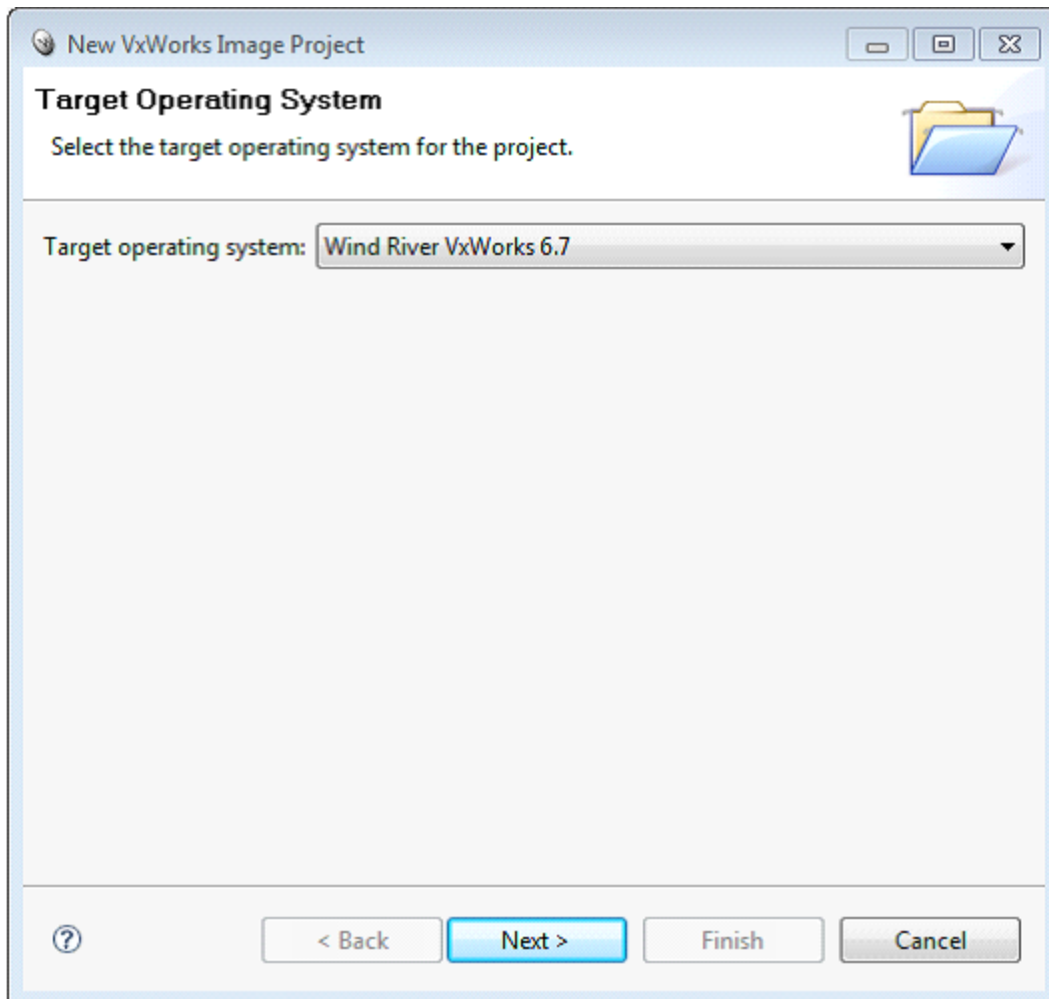 New VxWorks Image Project
Target Operating System
Select the target operating system for the project.
Target operating system: Wind River VxWorks 6.7
?
< Back Next > Finish Cancel